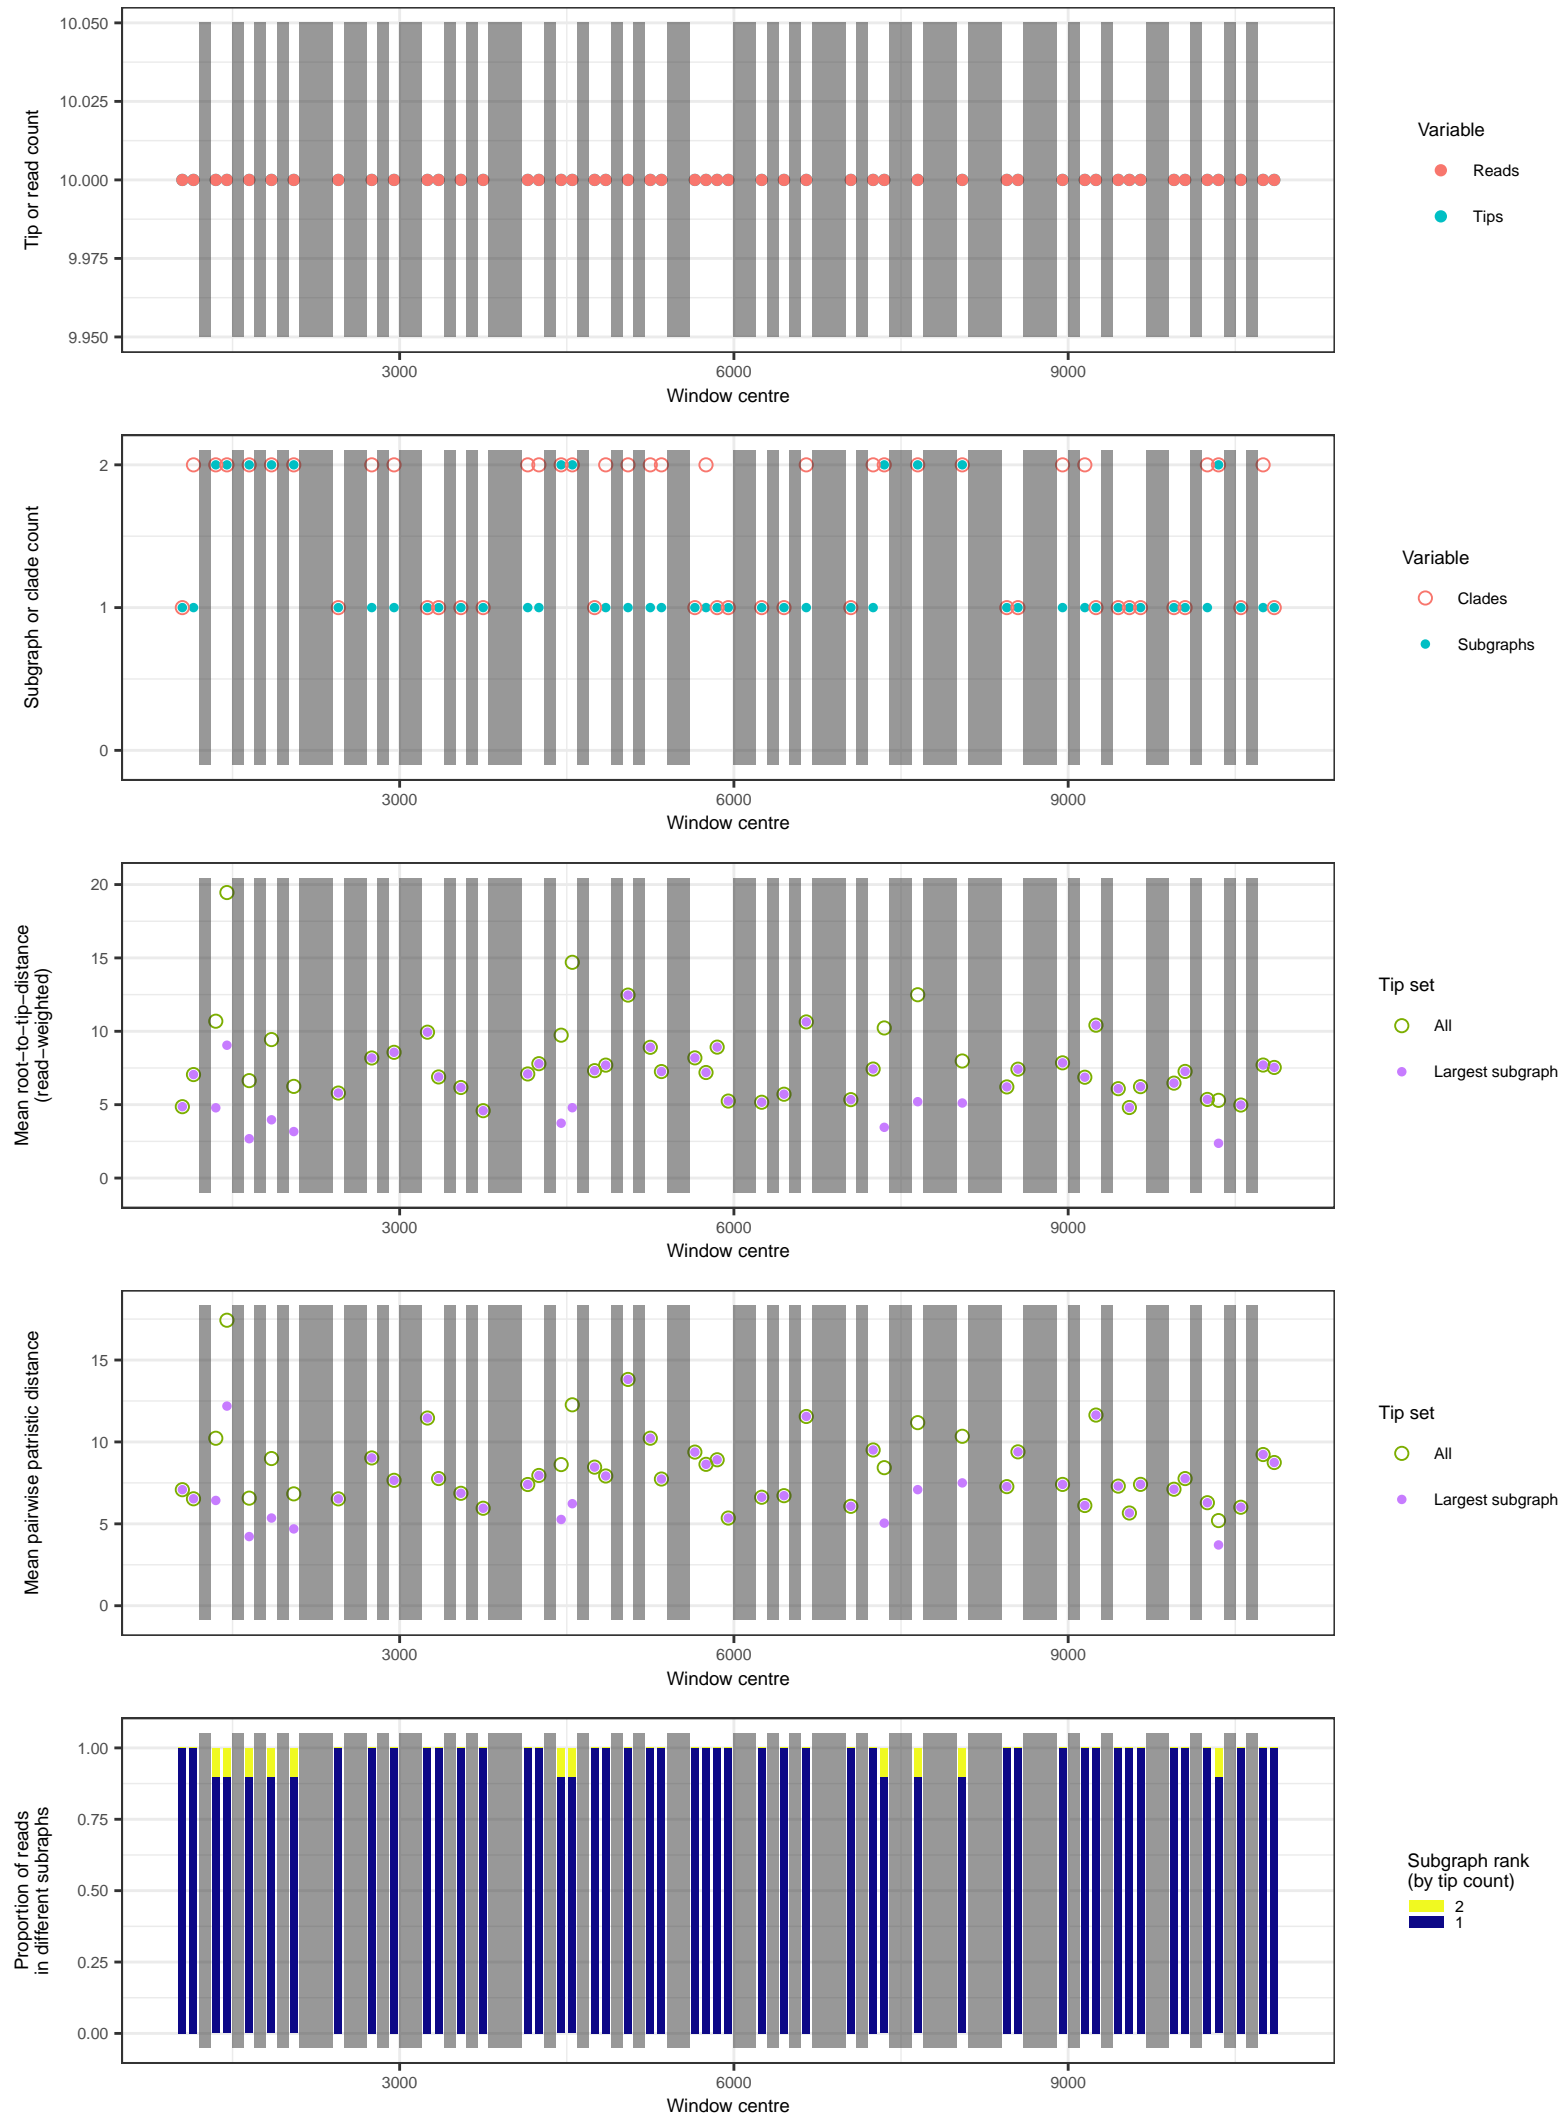 10.050
10.025
10.000
9.975
9.950
Tip or read count
3000
6000
9000
Window centre
Variable
Reads
Tips
2
1
0
Subgraph or clade count
3000
6000
9000
Window centre
Variable
Clades
Subgraphs
20
15
10
5
0
Mean root−to−tip−distance
(read−weighted)
3000
6000
9000
Window centre
Tip set
All
Largest subgraph
15
10
5
0
Mean pairwise patristic distance
3000
6000
9000
Window centre
Tip set
All
Largest subgraph
1.00
0.75
0.50
0.25
0.00
Proportion of reads
in different subraphs
3000
6000
9000
Window centre
Subgraph rank
(by tip count)
2
1